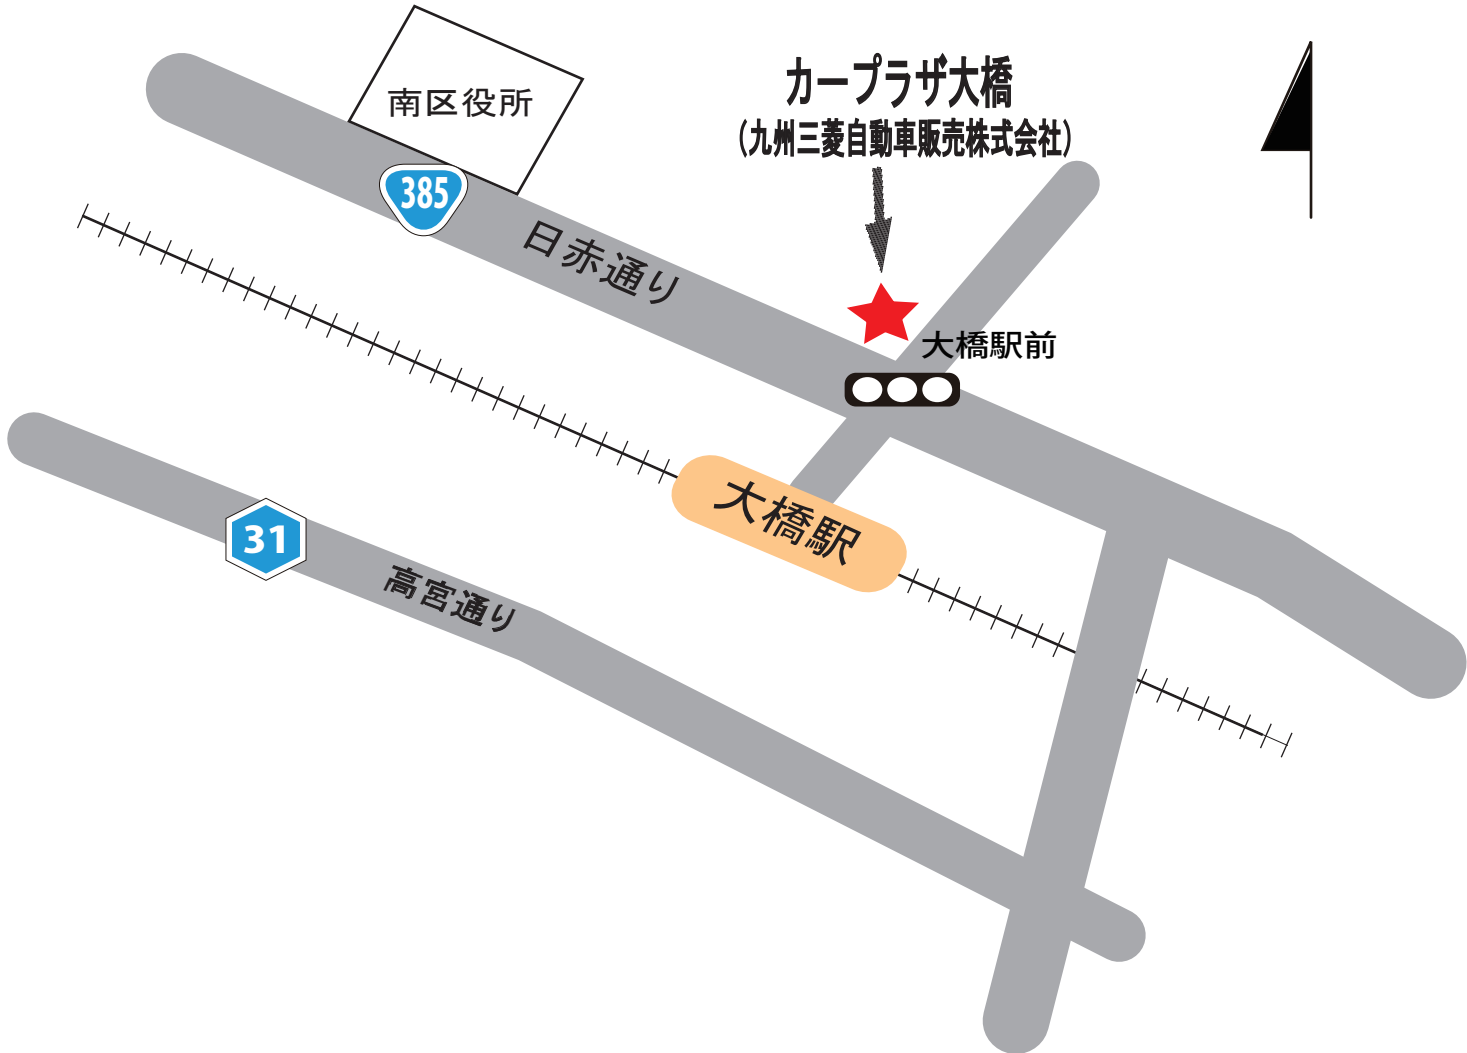 南区役所
カープラザ大橋
（九州三菱自動車販売株式会社）
385
日赤通り
大橋駅前
大橋駅
31
高宮通り